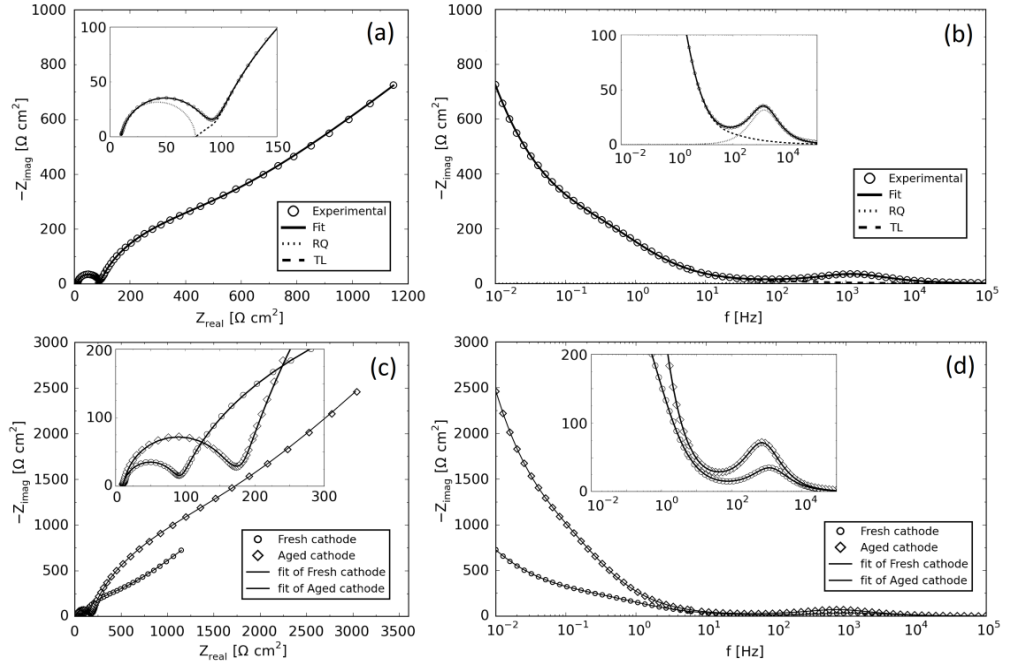 (a)
1000
800
600
400
200
0
100
50
0
0 50 100 150
Experimental
Fit
RQ
TL
0 200 400 600 800 1000 1200
−Zimag [Ω cm²]
Zreal [Ω cm²]
(b)
1000
800
600
400
200
0
100
50
0
10⁻² 10⁰ 10² 10⁴
Experimental
Fit
RQ
TL
10⁻² 10⁻¹ 10⁰ 10¹ 10² 10³ 10⁴ 10⁵
−Zimag [Ω cm²]
f [Hz]
(c)
3000
2500
2000
1500
1000
500
0
200
100
0
0 100 200 300
Fresh cathode
Aged cathode
fit of Fresh cathode
fit of Aged cathode
0 500 1000 1500 2000 2500 3000 3500
−Zimag [Ω cm²]
Zreal [Ω cm²]
(d)
3000
2500
2000
1500
1000
500
0
200
100
0
10⁻² 10⁰ 10² 10⁴
Fresh cathode
Aged cathode
fit of Fresh cathode
fit of Aged cathode
10⁻² 10⁻¹ 10⁰ 10¹ 10² 10³ 10⁴ 10⁵
−Zimag [Ω cm²]
f [Hz]